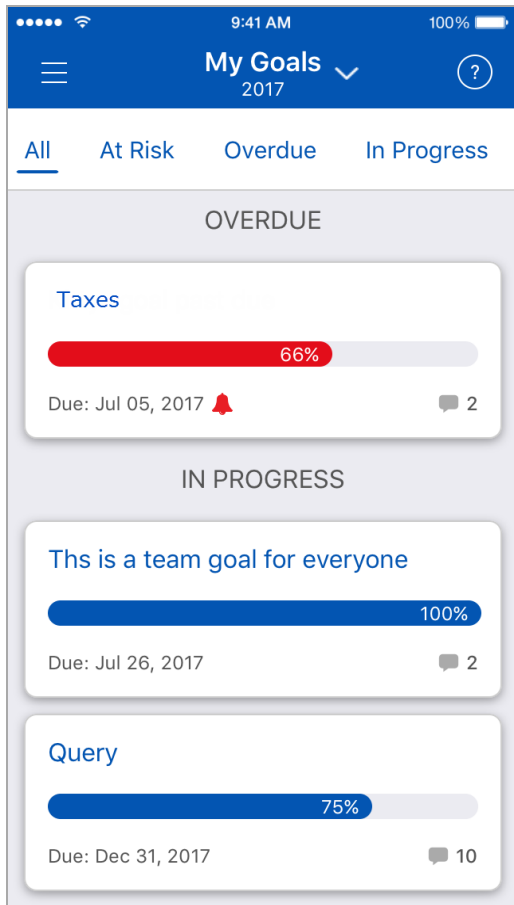 9:41 AM 100%
My Goals
2017
?
All At Risk Overdue In Progress
OVERDUE
Taxes
66%
Due: Jul 05, 2017 2
IN PROGRESS
Ths is a team goal for everyone
100%
Due: Jul 26, 2017 2
Query
75%
Due: Dec 31, 2017 10